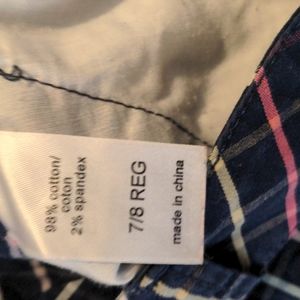 98% cotton/
coton
2% spandex
7/8 REG
made in china